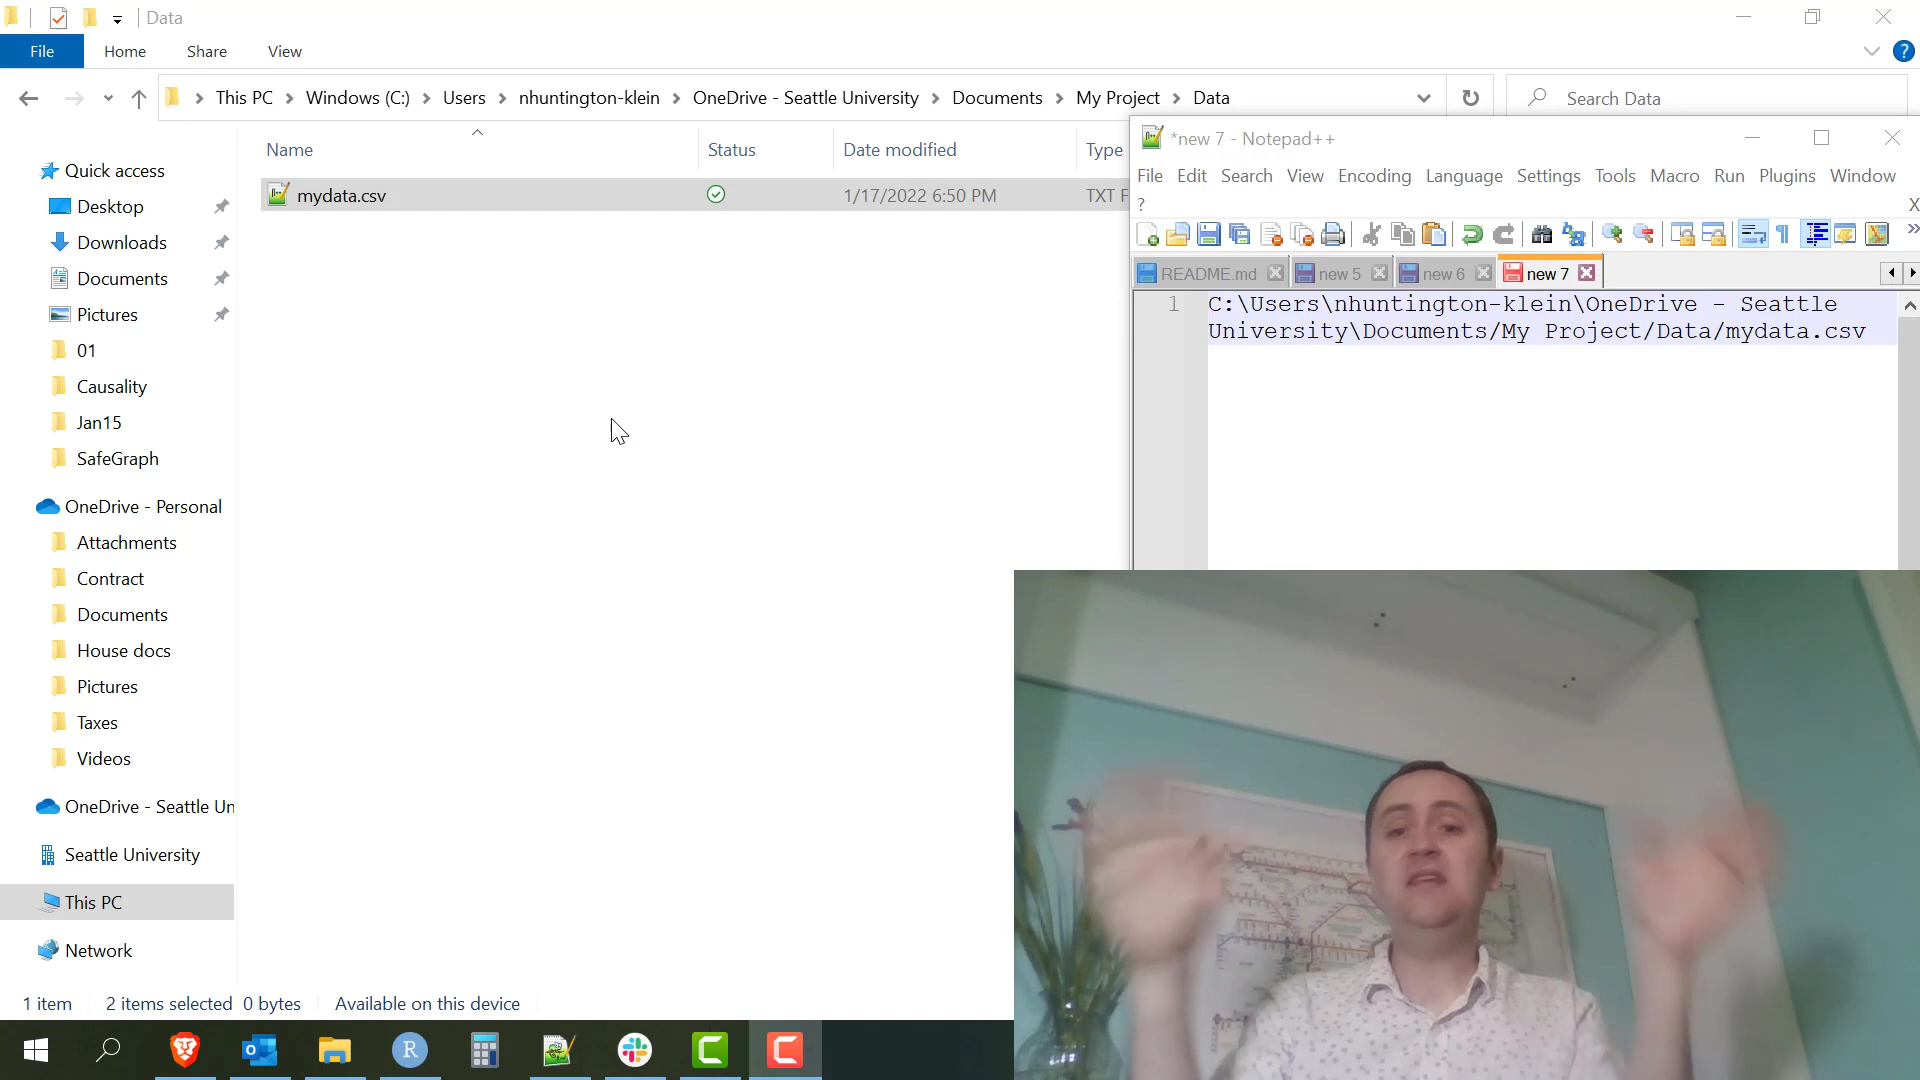 Data
File Home Share View
This PC Windows (C:) Users nhuntington-klein OneDrive - Seattle University Documents My Project Data
Search Data
Name Status Date modified Type
mydata.csv 1/17/2022 6:50 PM TXT F
Quick access
Desktop
Downloads
Documents
Pictures
01
Causality
Jan15
SafeGraph
OneDrive - Personal
Attachments
Contract
Documents
House docs
Pictures
Taxes
Videos
OneDrive - Seattle Un
Seattle University
This PC
Network
1 item 2 items selected 0 bytes Available on this device
*new 7 - Notepad++
File Edit Search View Encoding Language Settings Tools Macro Run Plugins Window
? X
README.md new 5 new 6 new 7
1 C:\Users\nhuntington-klein\OneDrive - Seattle
University\Documents/My Project/Data/mydata.csv